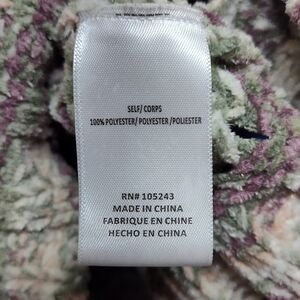 SELF/ CORPS
100% POLYESTER/ POLYESTER /POLIESTER
RN# 105243
MADE IN CHINA
FABRIQUE EN CHINE
HECHO EN CHINA